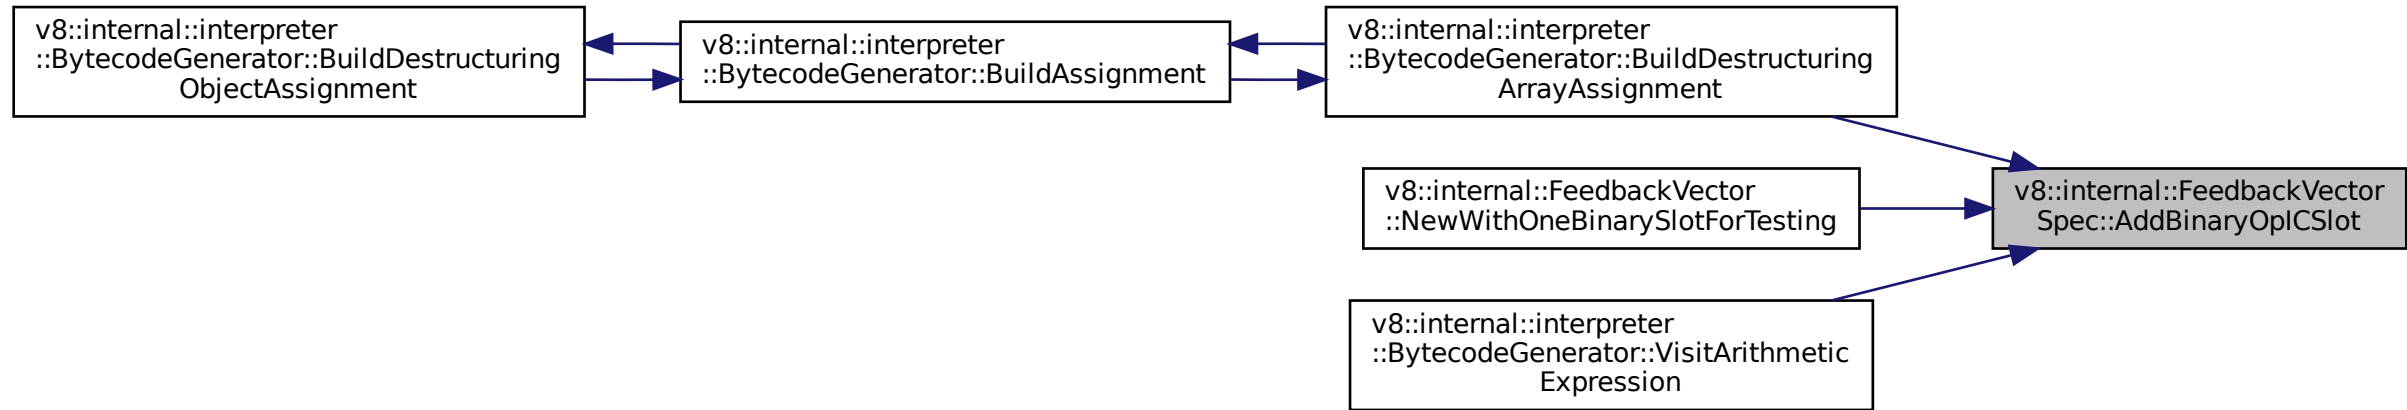 v8::internal::interpreter
::BytecodeGenerator::BuildDestructuring
ObjectAssignment
v8::internal::interpreter
::BytecodeGenerator::BuildAssignment
v8::internal::interpreter
::BytecodeGenerator::BuildDestructuring
ArrayAssignment
v8::internal::FeedbackVector
::NewWithOneBinarySlotForTesting
v8::internal::FeedbackVector
Spec::AddBinaryOpICSlot
v8::internal::interpreter
::BytecodeGenerator::VisitArithmetic
Expression